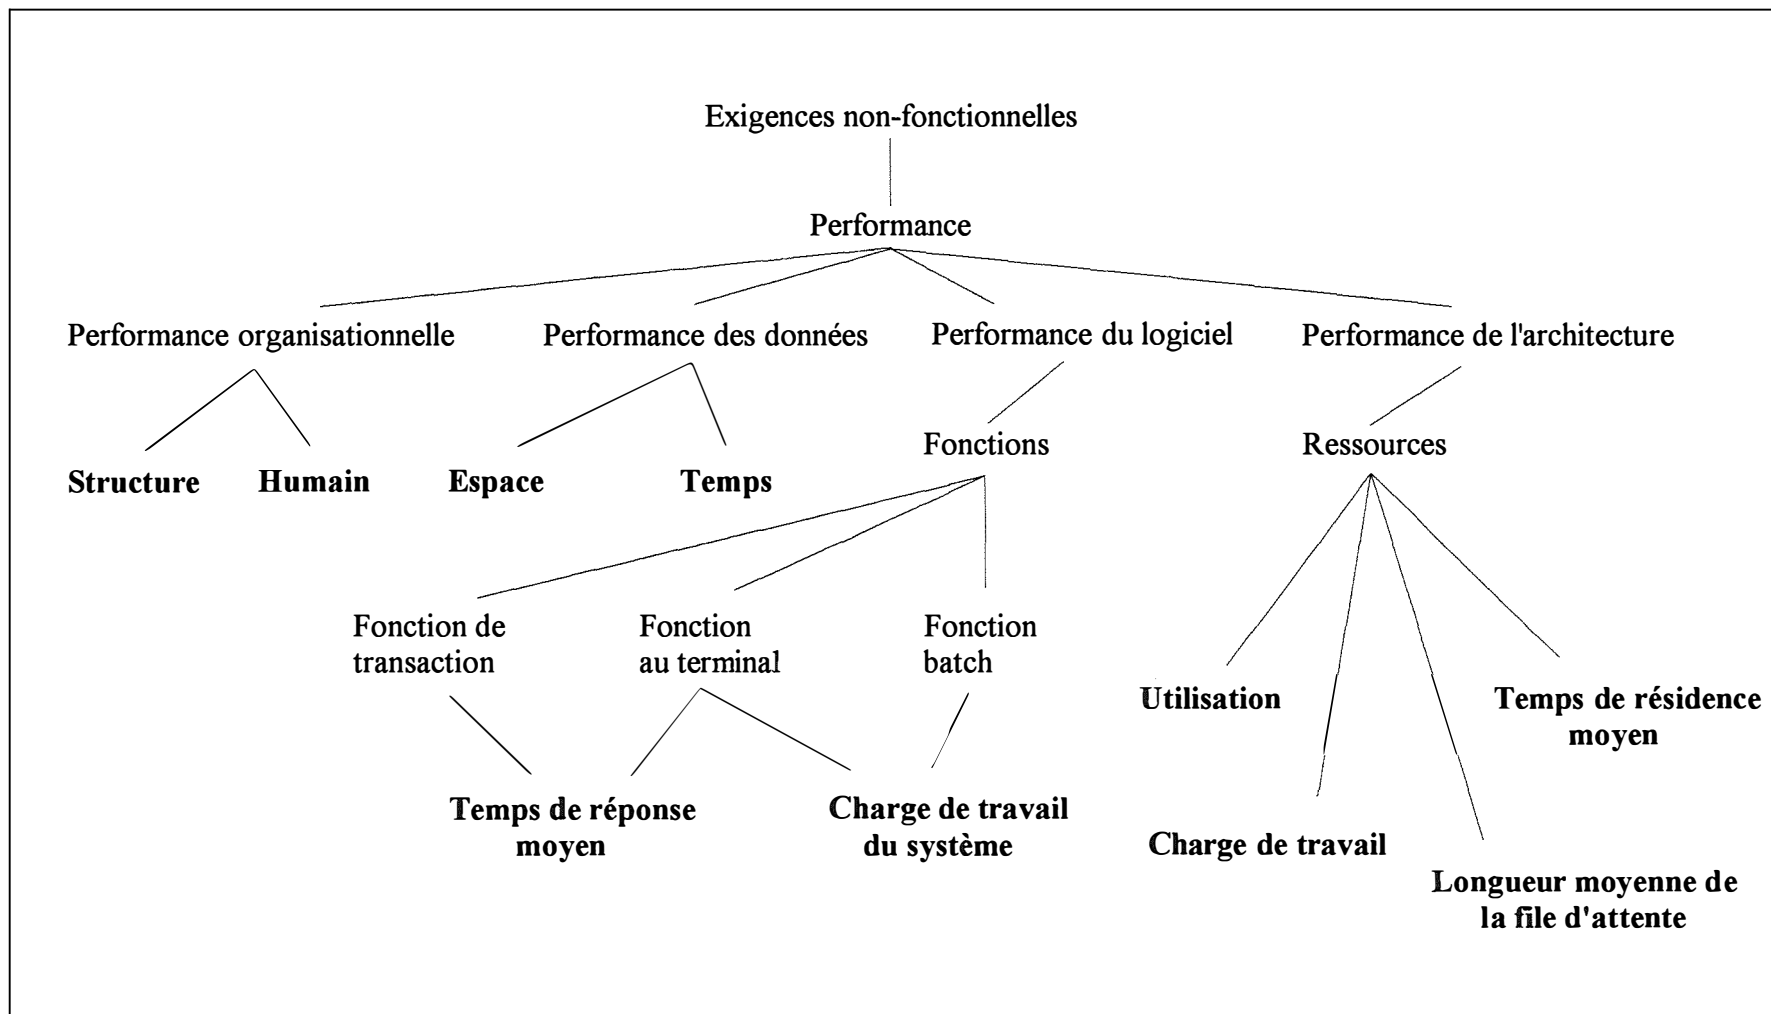 Exigences non-fonctionnelles
Performance
Performance organisationnelle
Performance des données
Performance du logiciel
Performance de l'architecture
Fonctions
Ressources
Structure
Humain
Espace
Temps
Fonction de
transaction
Fonction
au terminal
Fonction
batch
Utilisation
Temps de résidence
moyen
Temps de réponse
moyen
Charge de travail
du système
Charge de travail
Longueur moyenne de
la file d'attente